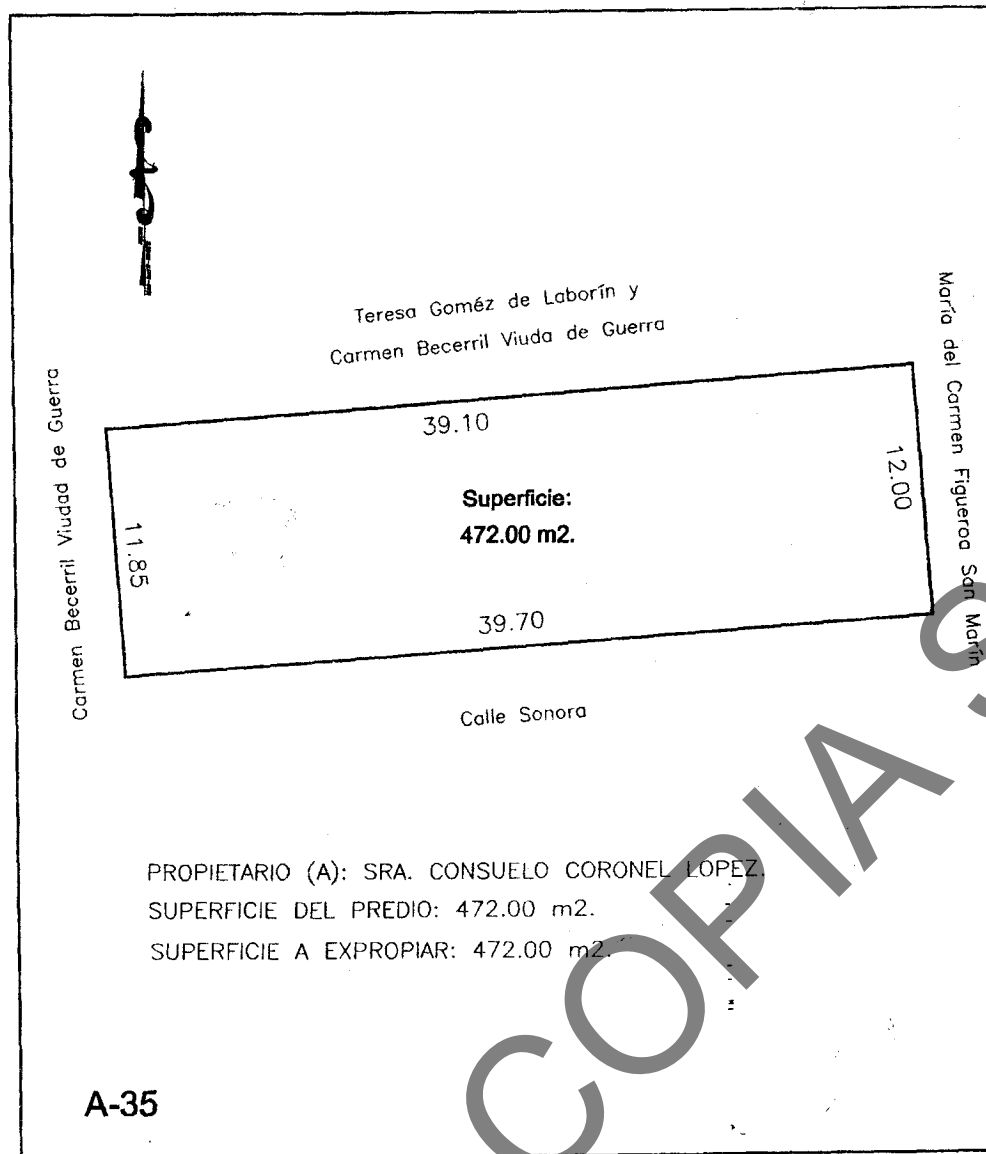 Teresa Goméz de Laborín y
Carmen Becerril Viuda de Guerra
Carmen Becerril Viudad de Guerra
María del Carmen Figueroa San Marín
39.10
12.00
Superficie:
472.00 m2.
11.85
39.70
Calle Sonora
PROPIETARIO (A): SRA. CONSUELO CORONEL LOPEZ.
SUPERFICIE DEL PREDIO: 472.00 m2.
SUPERFICIE A EXPROPIAR: 472.00 m2.
A-35
COPIA S